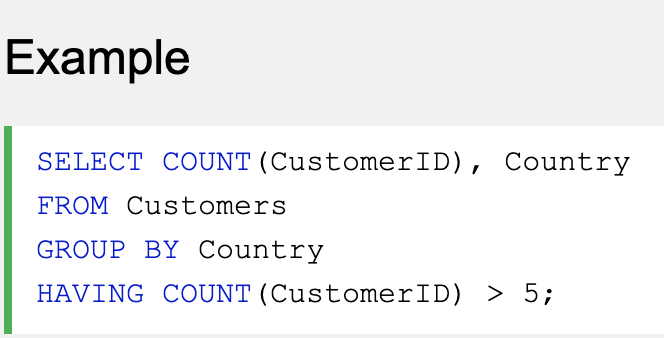 Example
SELECT COUNT(CustomerID), Country
FROM Customers
GROUP BY Country
HAVING COUNT(CustomerID) > 5;